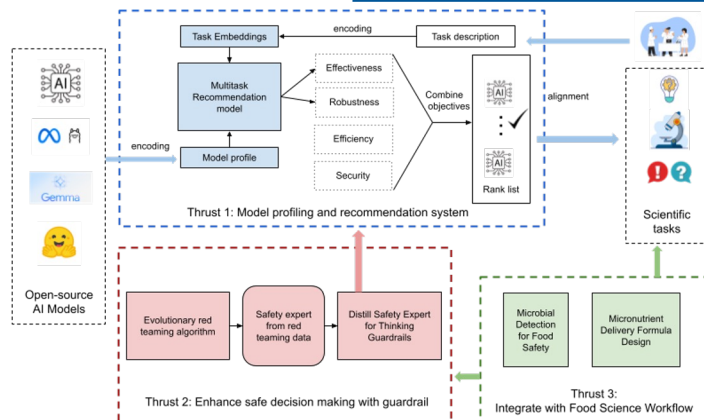 encoding
Task Embeddings
Task description
Effectiveness
Multitask
Recommendation
model
Robustness
Combine
objectives
AI
alignment
AI
encoding
Efficiency
Model profile
AI
Gemma
Security
Rank list
Thrust 1: Model profiling and recommendation system
! ?
Scientific
tasks
Open-source
AI Models
Evolutionary red
teaming algorithm
Safety expert
from red
teaming data
Distill Safety Expert
for Thinking
Guardrails
Thrust 2: Enhance safe decision making with guardrail
Microbial
Detection
for Food
Safety
Micronutrient
Delivery Formula
Design
Thrust 3:
Integrate with Food Science Workflow